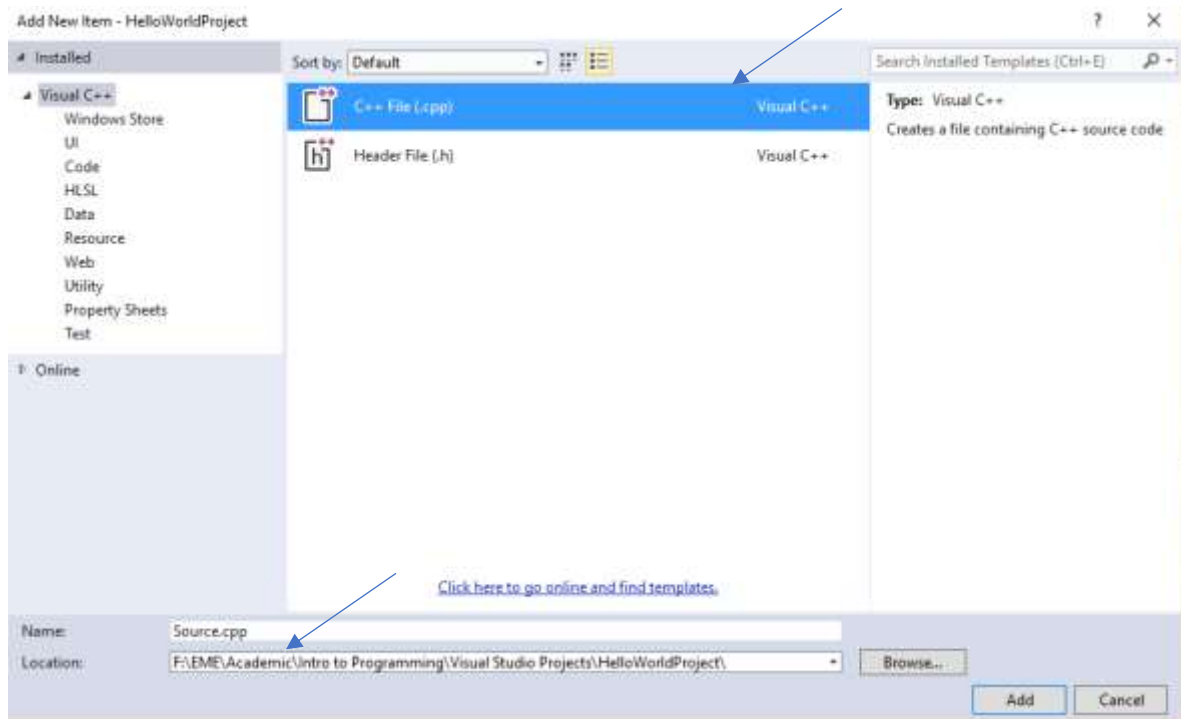 Add New Item - HelloWorldProject
Installed
Sort by: Default
Search Installed Templates (Ctrl+E)
Visual C++
Windows Store
UI
Code
HLSL
Data
Resource
Web
Utility
Property Sheets
Test
Online
C++ File (.cpp) Visual C++
Header File (.h) Visual C++
Type: Visual C++
Creates a file containing C++ source code
Click here to go online and find templates.
Name: Source.cpp
Location: F:\EME\Academic\Intro to Programming\Visual Studio Projects\HelloWorldProject\
Browse...
Add Cancel